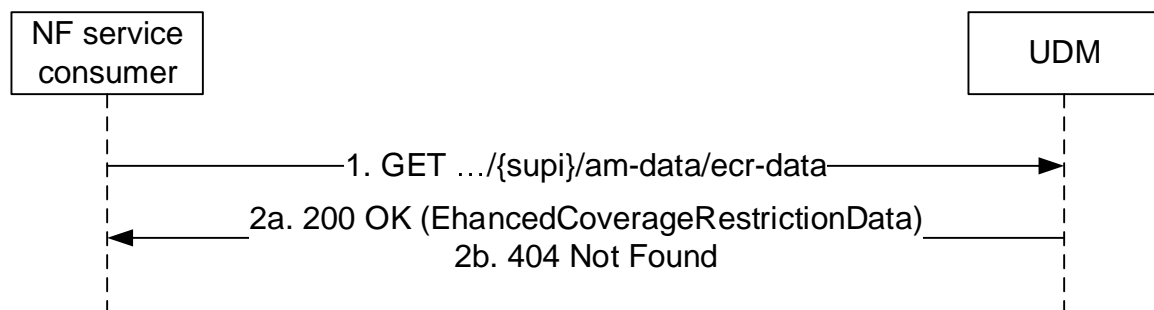 NF service
consumer
UDM
1. GET …/{supi}/am-data/ecr-data
2a. 200 OK (EhancedCoverageRestrictionData)
2b. 404 Not Found